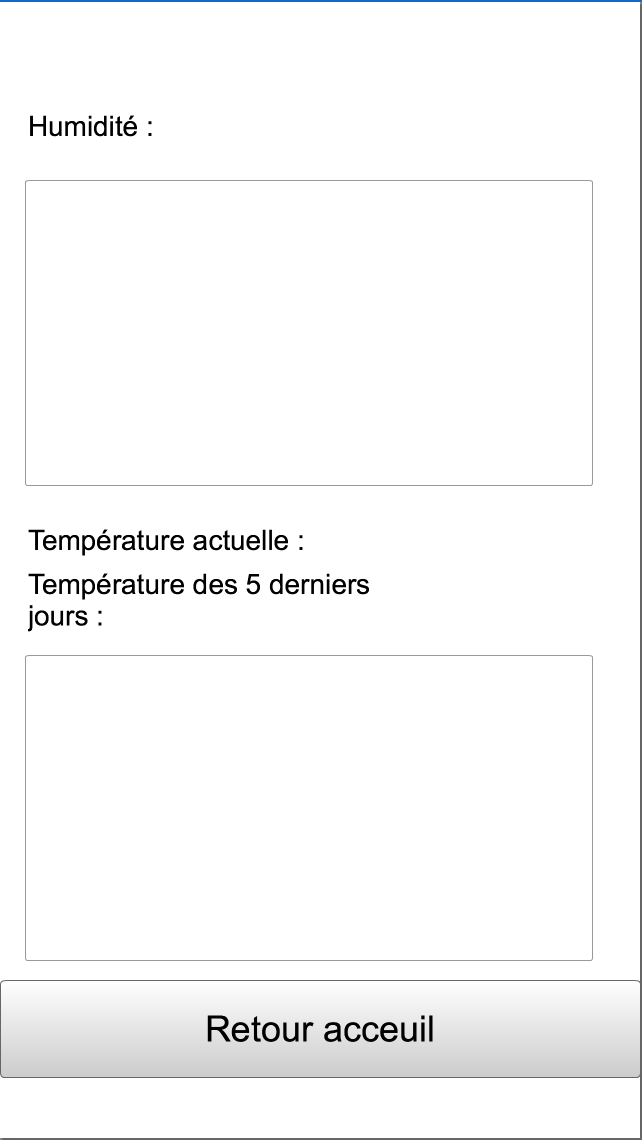 Humidité :
Température actuelle :
Température des 5 derniers
jours :
Retour acceuil